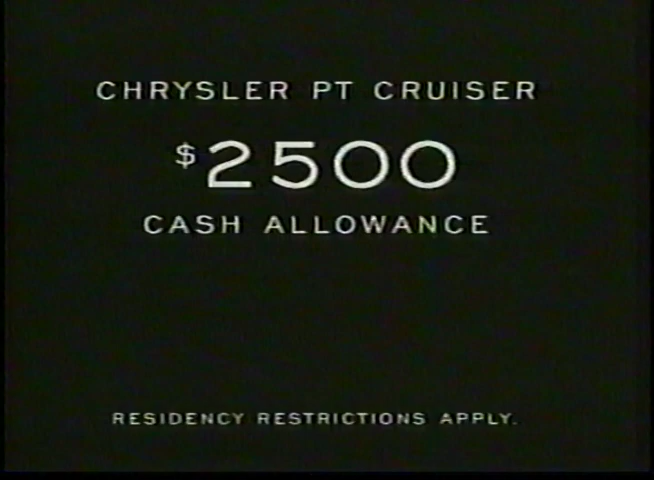 CHRYSLER PT CRUISER
$2500
CASH ALLOWANCE
RESIDENCY RESTRICTIONS APPLY.